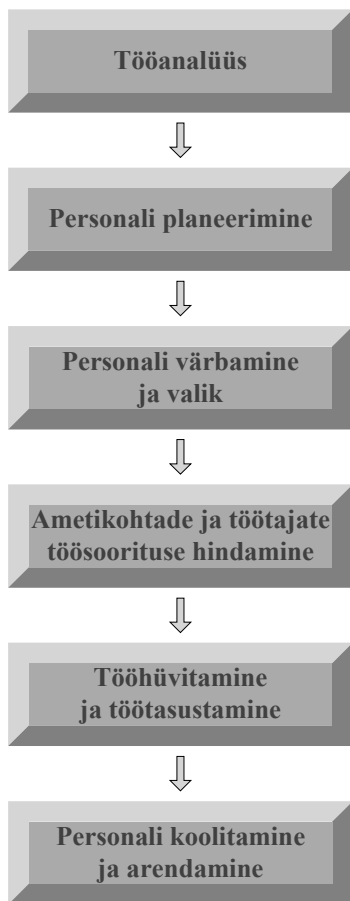 Tööanalüüs
Personali planeerimine
Personali värbamine
ja valik
Ametikohtade ja töötajate
töösoorituse hindamine
Tööhüvitamine
ja töötasustamine
Personali koolitamine
ja arendamine